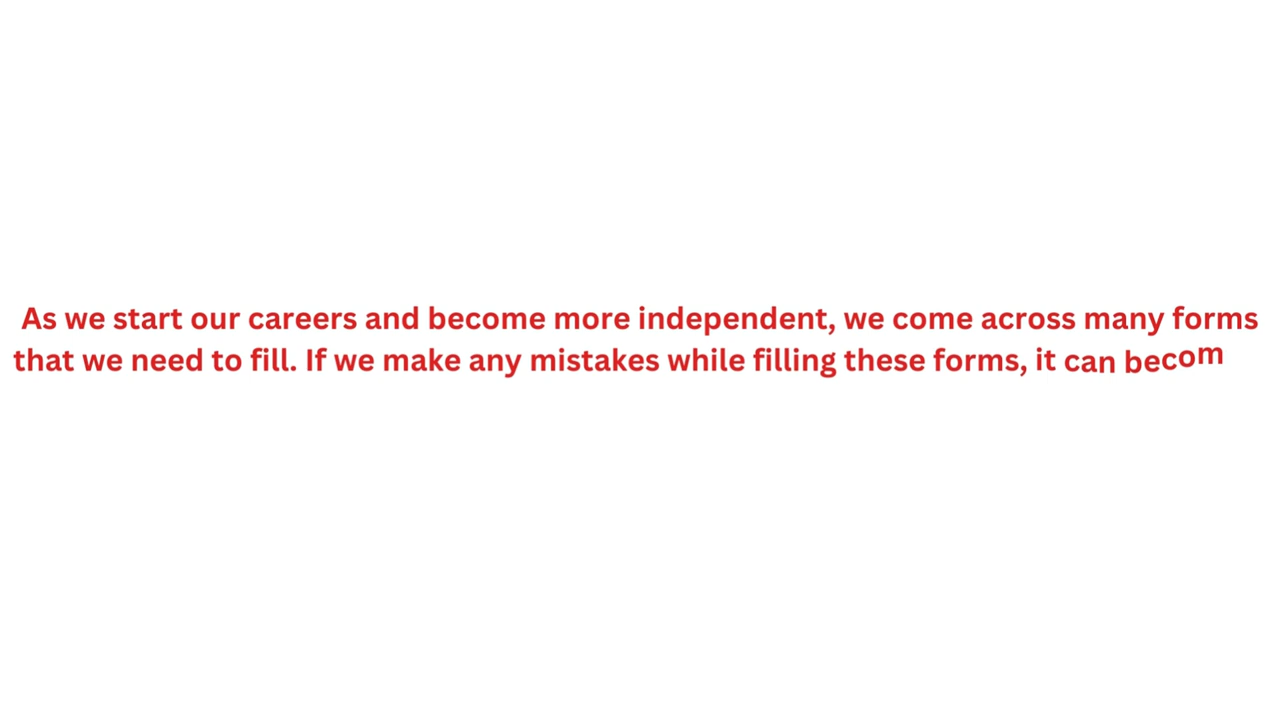 As we start our careers and become more independent, we come across many forms
that we need to fill. If we make any mistakes while filling these forms, it can becom